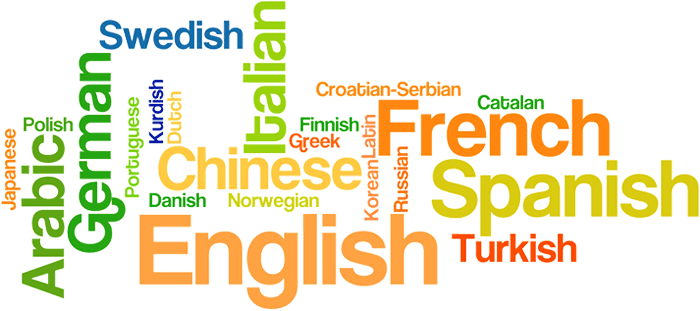 Swedish
Italian
German
Croatian-Serbian
Catalan
Japanese
Polish
Arabic
Portuguese
Kurdish
Dutch
Finnish
Greek
Latin
French
Chinese
Korean
Russian
Spanish
Danish
Norwegian
English
Turkish